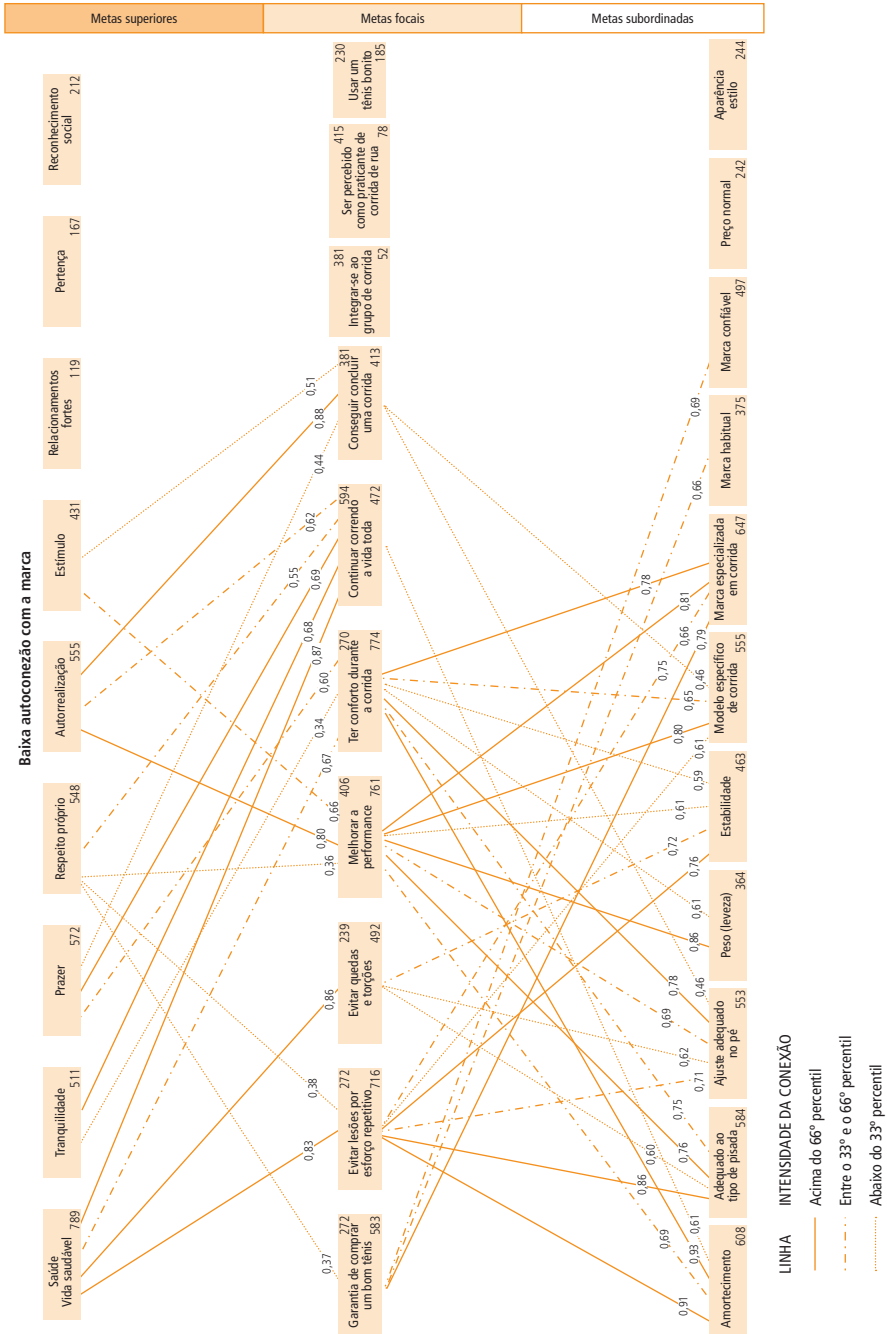 Metas superiores
Metas focais
Metas subordinadas
Baixa autoconezão com a marca
Saúde
Vida saudável
789
Tranquilidade
511
Prazer
572
Respeito próprio
548
Autorrealização
555
Estímulo
431
Relacionamentos
fortes
119
Pertença
167
Reconhecimento
social
212
0,37
0,83
0,38
0,86
0,36
0,80
0,66
0,67
0,34
0,60
0,87
0,68
0,69
0,55
0,62
0,44
0,88
0,51
Garantia de comprar
um bom tênis
272
583
Evitar lesões por
esforço repetitivo
272
716
Evitar quedas
e torções
239
492
Melhorar a
performance
406
761
Ter conforto durante
a corrida
270
774
Continuar correndo
a vida toda
594
472
Conseguir concluir
uma corrida
381
413
Integrar-se ao
grupo de corrida
381
52
Ser percebido
como praticante de
corrida de rua
415
78
Usar um
tênis bonito
230
185
0,91
0,69
0,93
0,61
0,86
0,60
0,76
0,75
0,71
0,62
0,69
0,78
0,46
0,86
0,61
0,76
0,72
0,61
0,59
0,61
0,80
0,65
0,46
0,79
0,75
0,66
0,81
0,78
0,66
0,69
Amortecimento
608
Adequado ao
tipo de pisada
584
Ajuste adequado
no pé
553
Peso (leveza)
364
Estabilidade
463
Modelo específico
de corrida
555
Marca especializada
em corrida
647
Marca habitual
375
Marca confiável
497
Preço normal
242
Aparência
estilo
244
LINHA INTENSIDADE DA CONEXÃO
Acima do 66º percentil
Entre o 33º e o 66º percentil
Abaixo do 33º percentil